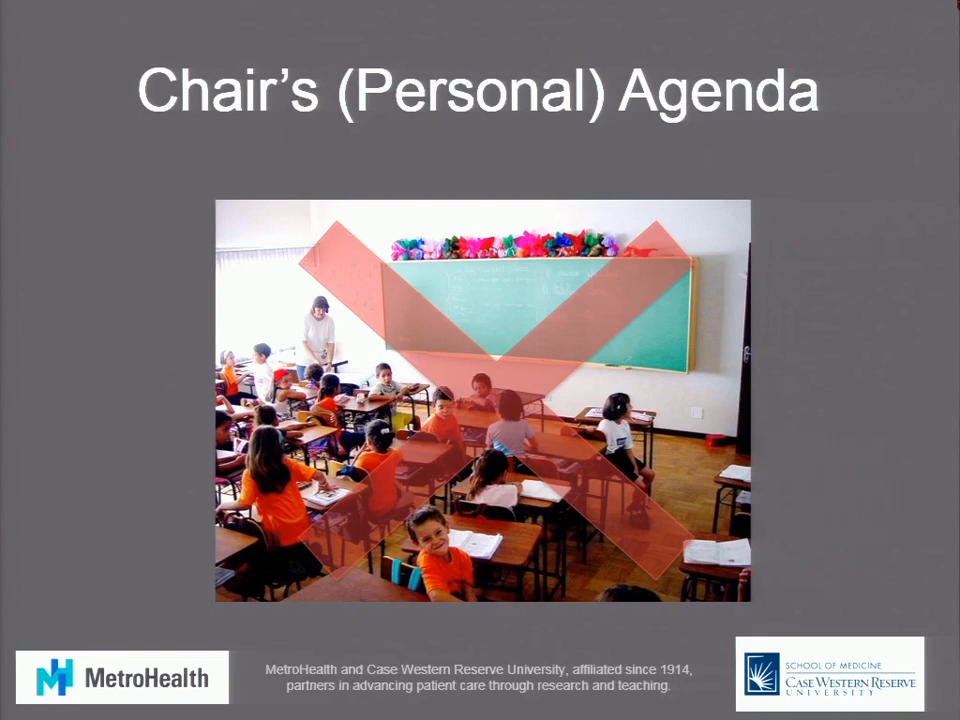 Chair’s (Personal) Agenda
MetroHealth
MetroHealth and Case Western Reserve University, affiliated since 1914,
partners in advancing patient care through research and teaching.
SCHOOL OF MEDICINE
CASE WESTERN RESERVE
UNIVERSITY